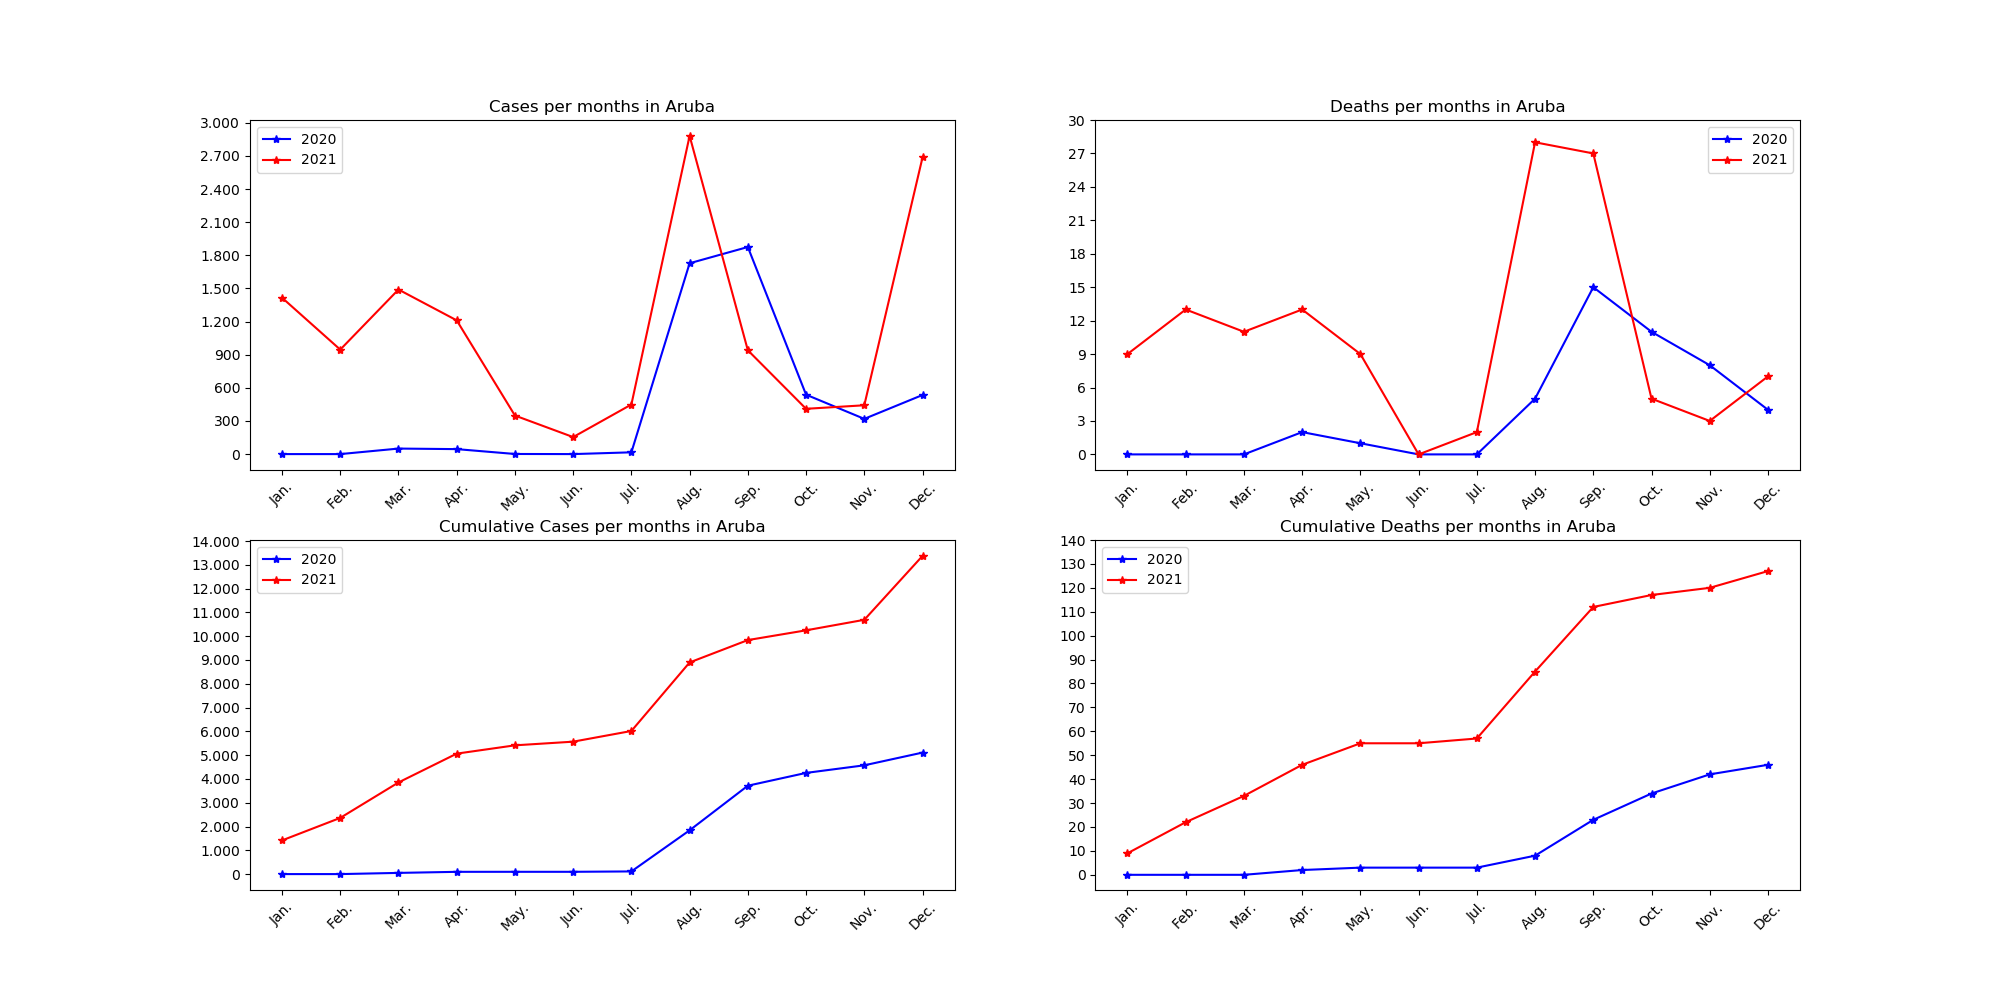 Cases per months in Aruba
3.000
2.700
2.400
2.100
1.800
1.500
1.200
900
600
300
0
2020
2021
Jan.
Feb.
Mar.
Apr.
May.
Jun.
Jul.
Aug.
Sep.
Oct.
Nov.
Dec.
Deaths per months in Aruba
30
27
24
21
18
15
12
9
6
3
0
2020
2021
Jan.
Feb.
Mar.
Apr.
May.
Jun.
Jul.
Aug.
Sep.
Oct.
Nov.
Dec.
Cumulative Cases per months in Aruba
14.000
13.000
12.000
11.000
10.000
9.000
8.000
7.000
6.000
5.000
4.000
3.000
2.000
1.000
0
2020
2021
Jan.
Feb.
Mar.
Apr.
May.
Jun.
Jul.
Aug.
Sep.
Oct.
Nov.
Dec.
Cumulative Deaths per months in Aruba
140
130
120
110
100
90
80
70
60
50
40
30
20
10
0
2020
2021
Jan.
Feb.
Mar.
Apr.
May.
Jun.
Jul.
Aug.
Sep.
Oct.
Nov.
Dec.